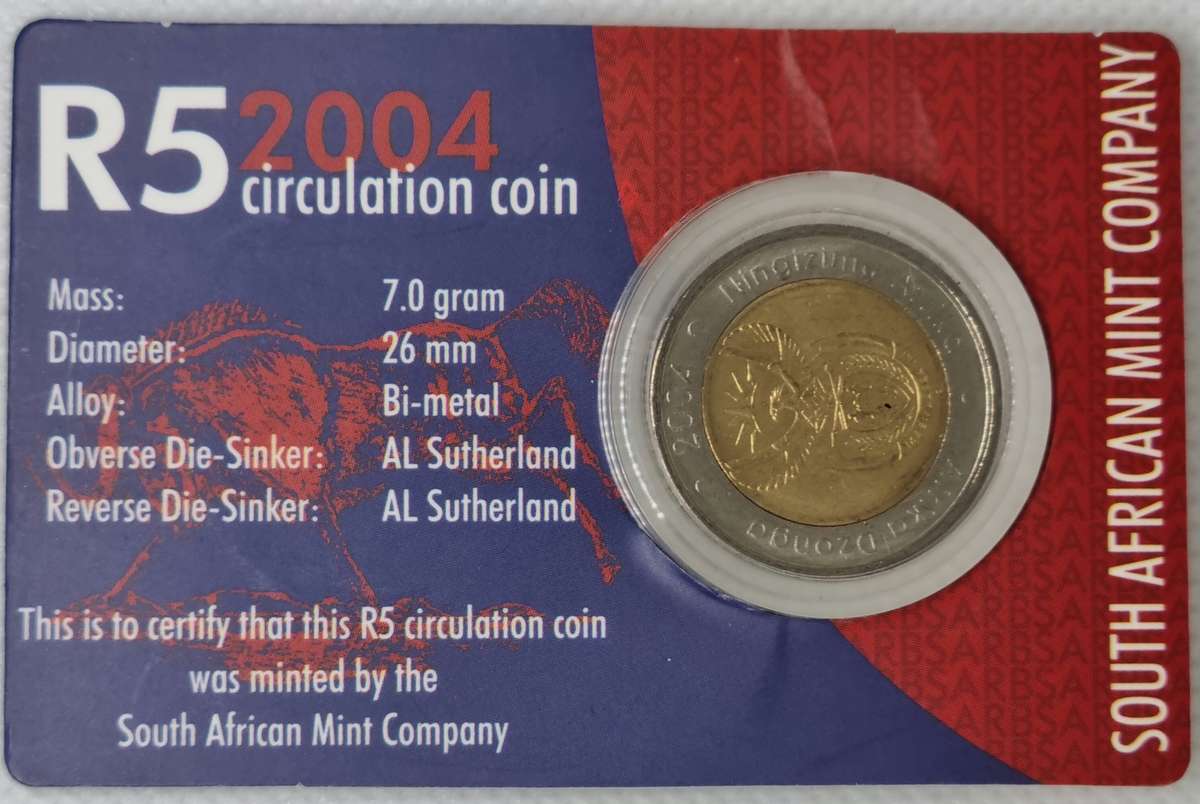 R5 2004
circulation coin
Mass: 7.0 gram
Diameter: 26 mm
Alloy: Bi-metal
Obverse Die-Sinker: AL Sutherland
Reverse Die-Sinker: AL Sutherland
This is to certify that this R5 circulation coin
was minted by the
South African Mint Company
2004
Ningizimu
Dzonga
SOUTH AFRICAN MINT COMPANY